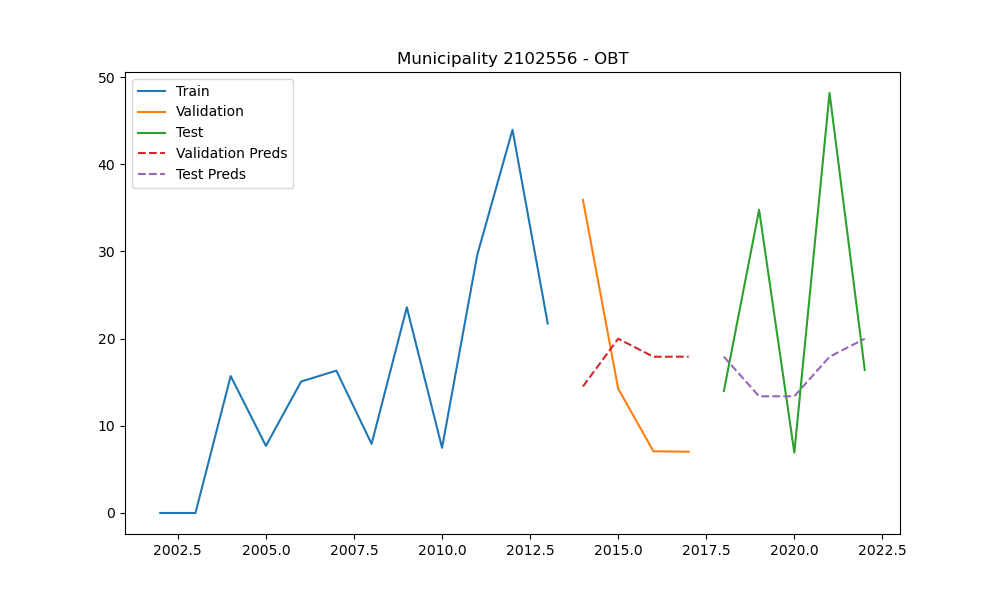 Municipality 2102556 - OBT
50
40
30
20
10
0
Train
Validation
Test
Validation Preds
Test Preds
2002.5 2005.0 2007.5 2010.0 2012.5 2015.0 2017.5 2020.0 2022.5